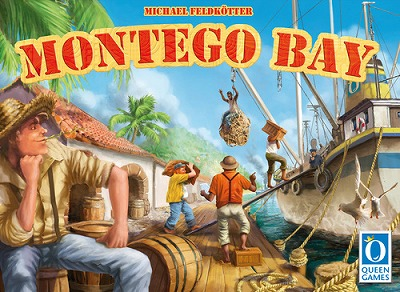 MICHAEL FELDKÖTTER
MONTEGO BAY
Q
QUEEN
GAMES